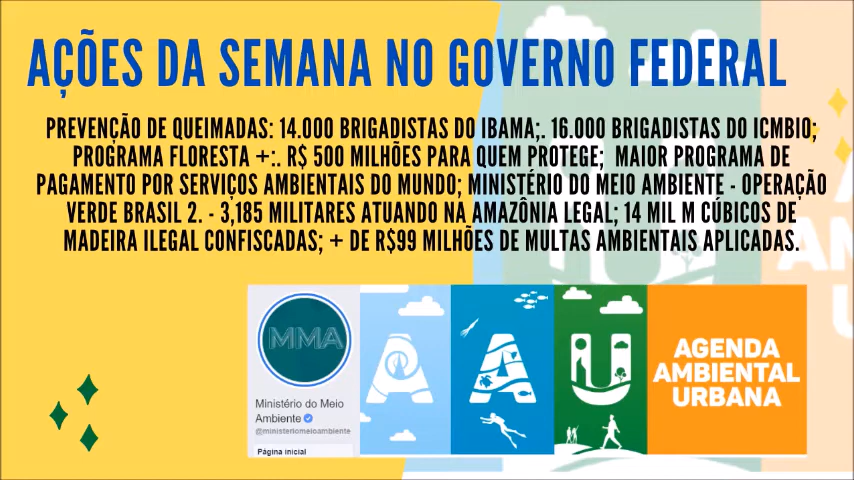 AÇÕES DA SEMANA NO GOVERNO FEDERAL
PREVENÇÃO DE QUEIMADAS: 14.000 BRIGADISTAS DO IBAMA;. 16.000 BRIGADISTAS DO ICMBIO;
PROGRAMA FLORESTA +:. R$ 500 MILHÕES PARA QUEM PROTEGE; MAIOR PROGRAMA DE
PAGAMENTO POR SERVIÇOS AMBIENTAIS DO MUNDO; MINISTÉRIO DO MEIO AMBIENTE - OPERAÇÃO
VERDE BRASIL 2. - 3,185 MILITARES ATUANDO NA AMAZÔNIA LEGAL; 14 MIL M CÚBICOS DE
MADEIRA ILEGAL CONFISCADAS; + DE R$99 MILHÕES DE MULTAS AMBIENTAIS APLICADAS.
MMA
Ministério do Meio
Ambiente
@ministeriomeioambiente
Página inicial
A A U
AGENDA
AMBIENTAL
URBANA